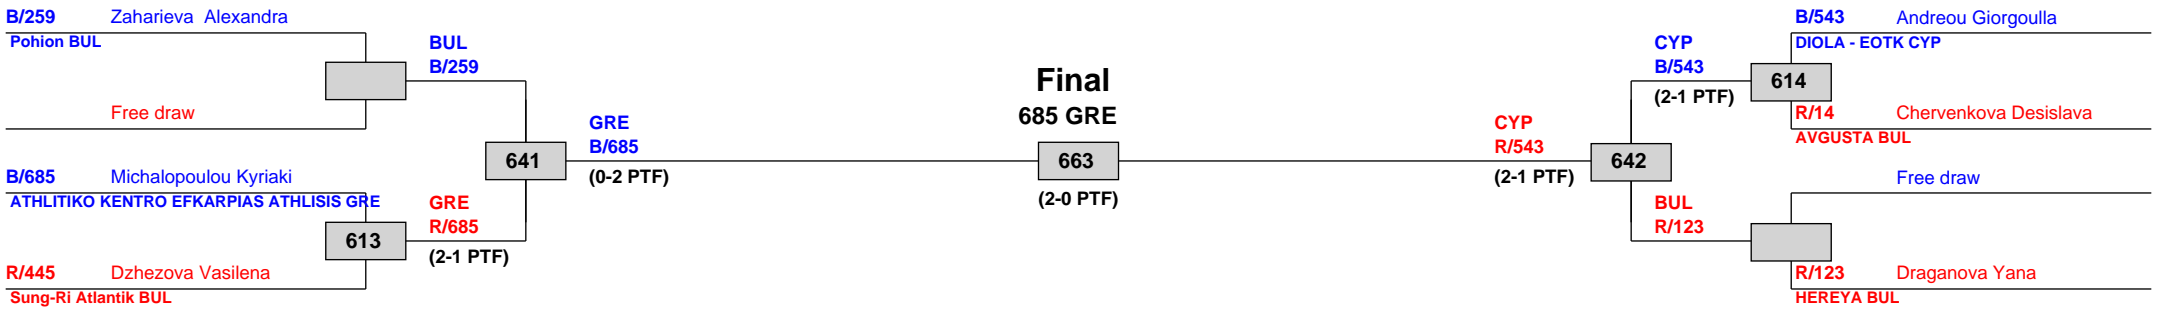 B/259 Zaharieva Alexandra
Pohion BUL
Free draw
BUL
B/259
B/685 Michalopoulou Kyriaki
ATHLITIKO KENTRO EFKARPIAS ATHLISIS GRE
613
R/445 Dzhezova Vasilena
Sung-Ri Atlantik BUL
GRE
R/685
(2-1 PTF)
641
GRE
B/685
(0-2 PTF)
Final
685 GRE
663
(2-0 PTF)
CYP
R/543
(2-1 PTF)
642
CYP
B/543
(2-1 PTF)
614
B/543 Andreou Giorgoulla
DIOLA - EOTK CYP
R/14 Chervenkova Desislava
AVGUSTA BUL
BUL
R/123
Free draw
R/123 Draganova Yana
HEREYA BUL